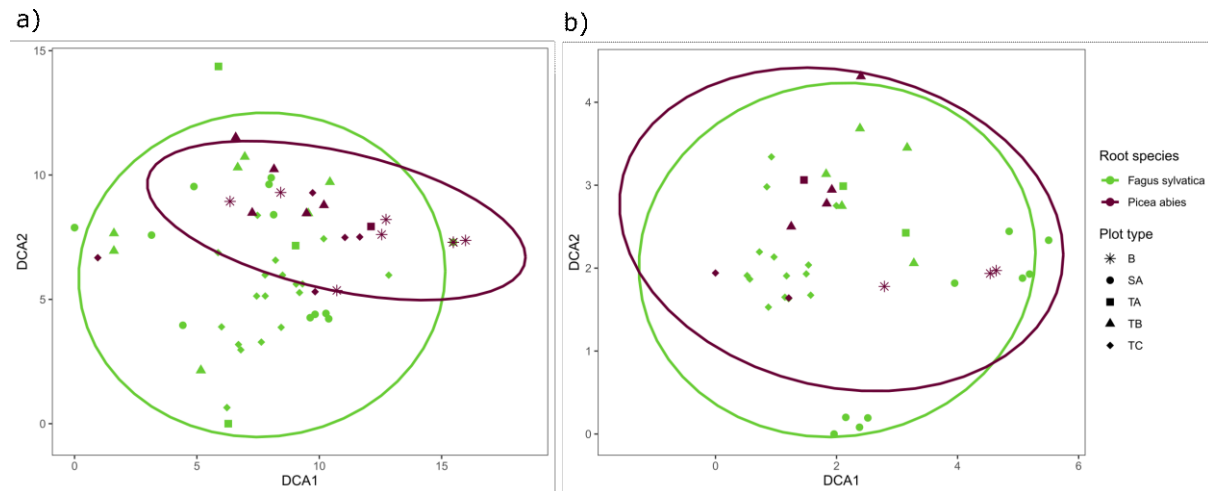 a)
b)
15
10
5
0
DCA2
0
5
10
15
DCA1
4
3
2
1
0
DCA2
0
2
4
6
DCA1
Root species
Fagus sylvatica
Picea abies
Plot type
B
SA
TA
TB
TC